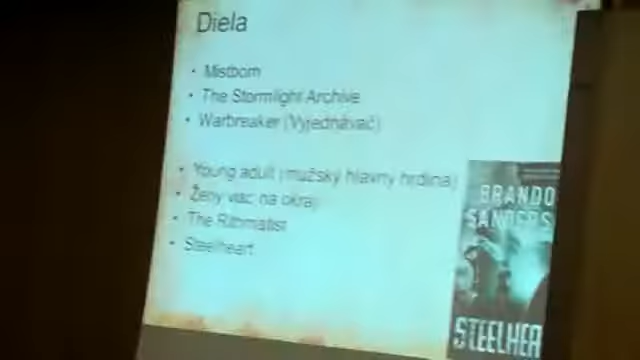 Diela
• Mistborn
• The Stormlight Archive
• Warbreaker (Vyjednávač)
• Young adult (mužský hlavný hrdina)
• Ženy viac na okraj
• The Rithmatist
• Steelheart
BRANDO
SANDERS
STEELHEA